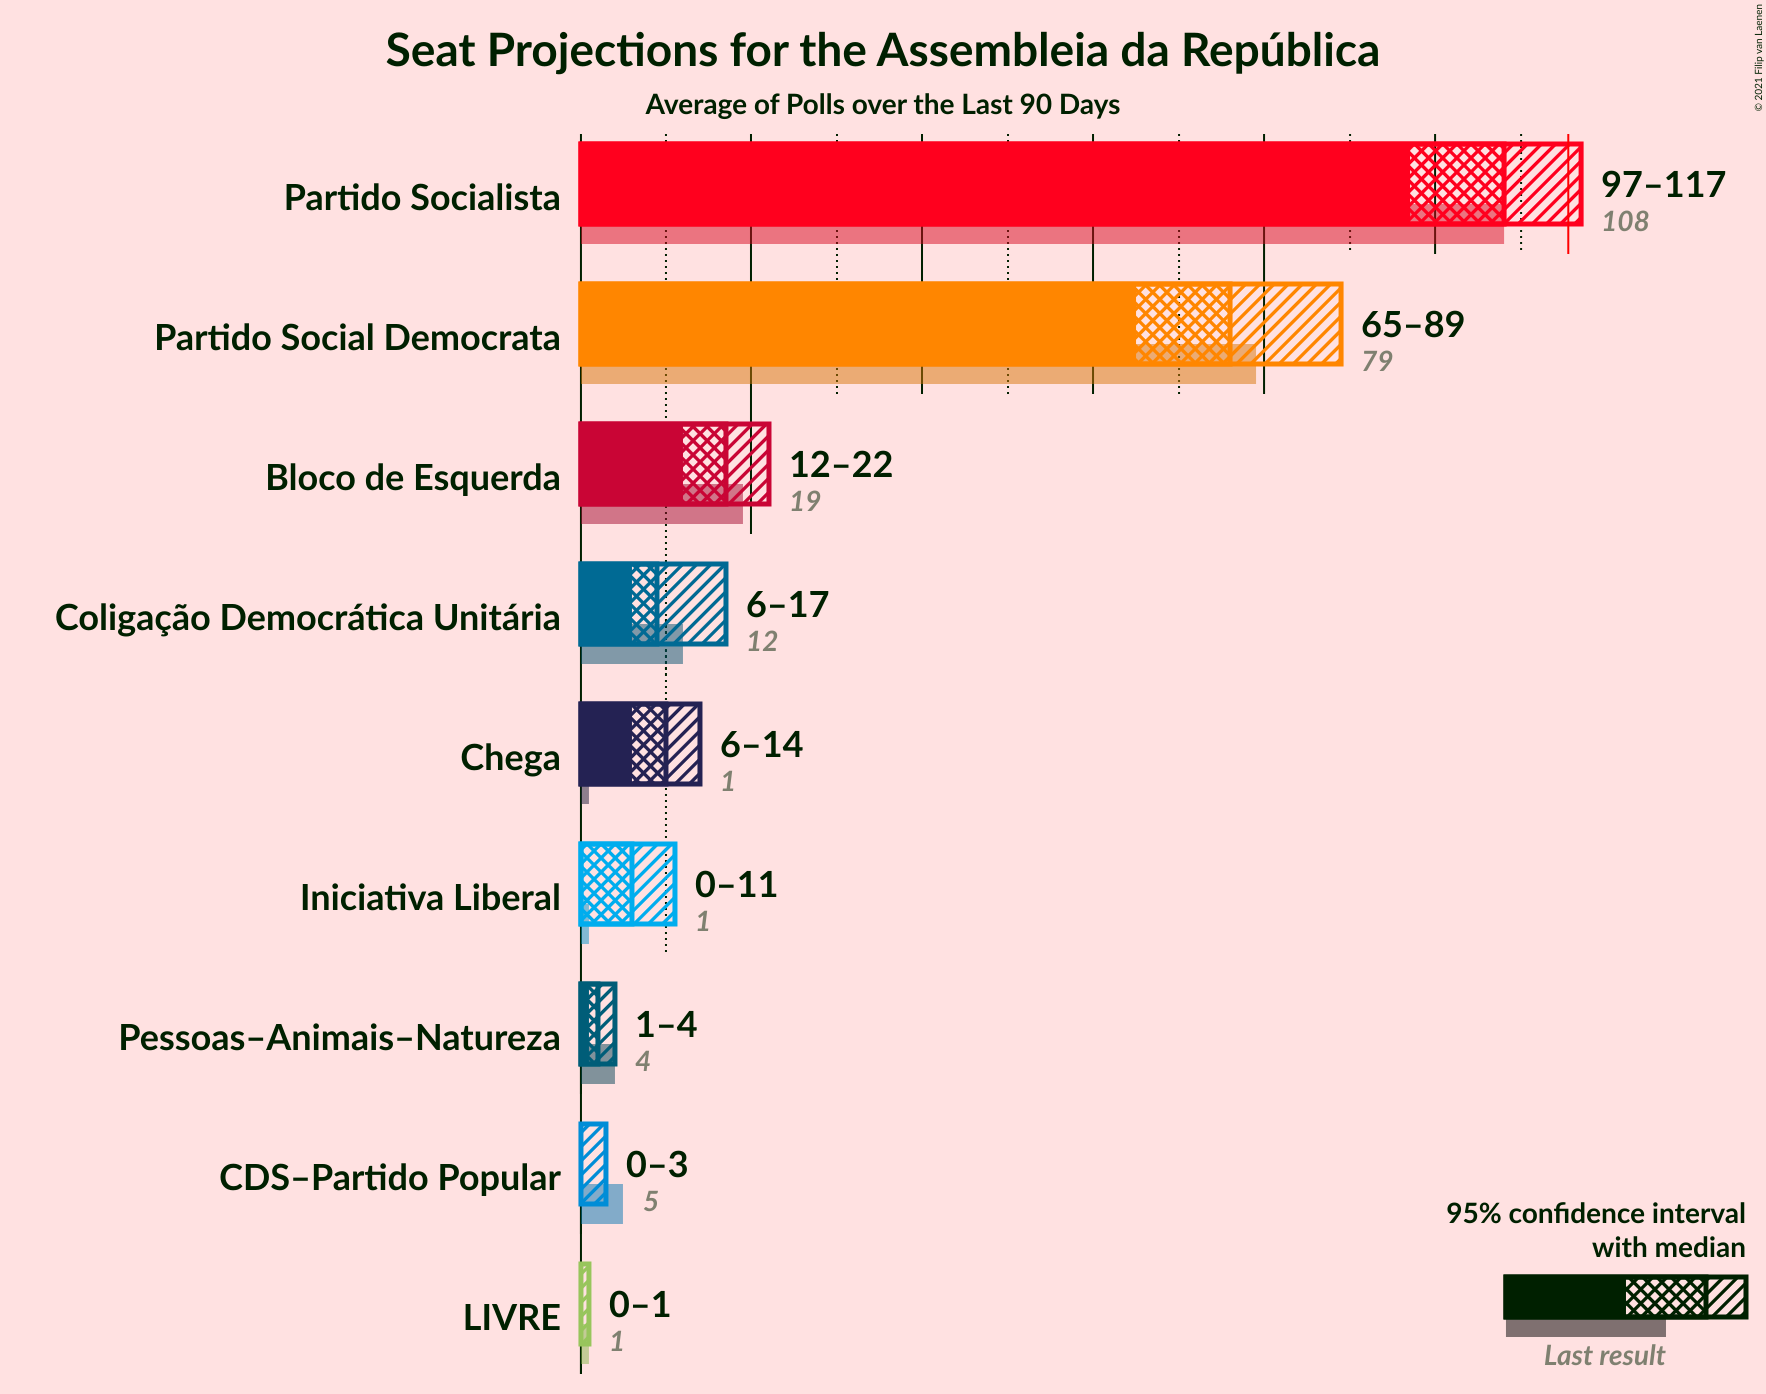 Seat Projections for the Assembleia da República
Average of Polls over the Last 90 Days
© 2021 Filip van Laenen
Partido Socialista
97–117
108
Partido Social Democrata
65–89
79
Bloco de Esquerda
12–22
19
Coligação Democrática Unitária
6–17
12
Chega
6–14
1
Iniciativa Liberal
0–11
1
Pessoas–Animais–Natureza
1–4
4
CDS–Partido Popular
0–3
5
LIVRE
0–1
1
95% confidence interval
with median
Last result